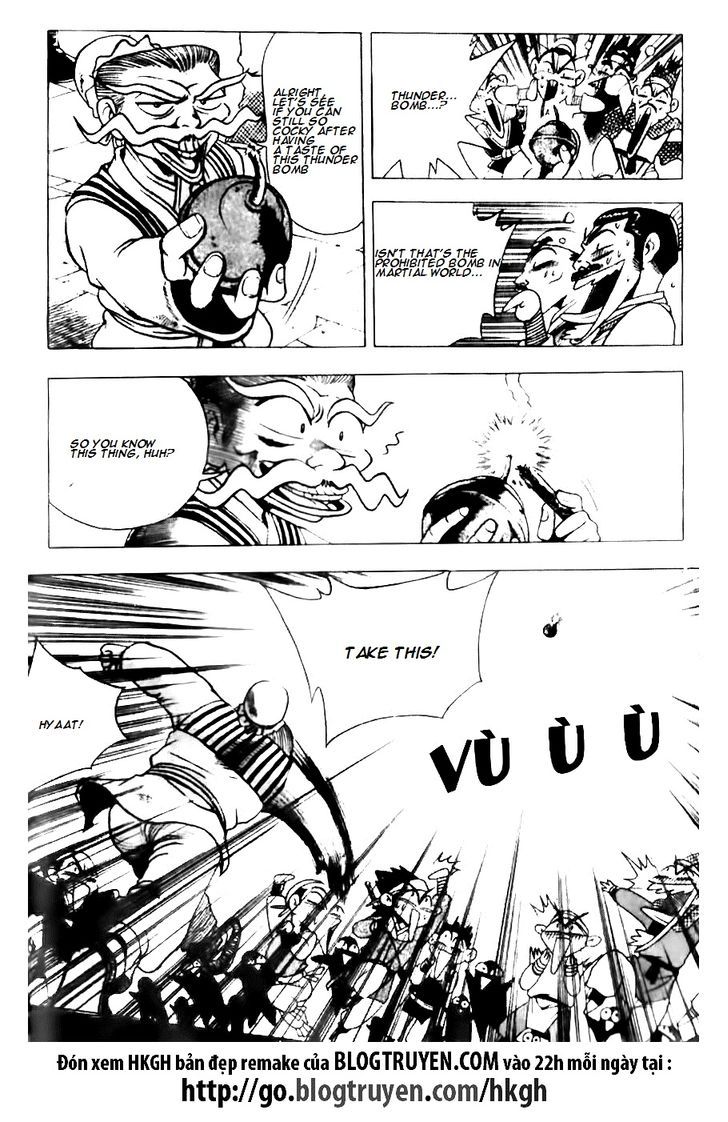 ALRIGHT
LET'S SEE
IF YOU CAN
STILL SO
COCKY AFTER
HAVING
A TASTE OF
THIS THUNDER
BOMB
THUNDER...
BOMB...?
ISN'T THAT'S THE
PROHIBITED BOMB IN
MARTIAL WORLD...
SO YOU KNOW
THIS THING, HUH?
TAKE THIS!
HYAAT!
VÙ Ù Ù
Đón xem HKGH bản đẹp remake của BLOGTRUYEN.COM vào 22h mỗi ngày tại :
http://go.blogtruyen.com/hkgh